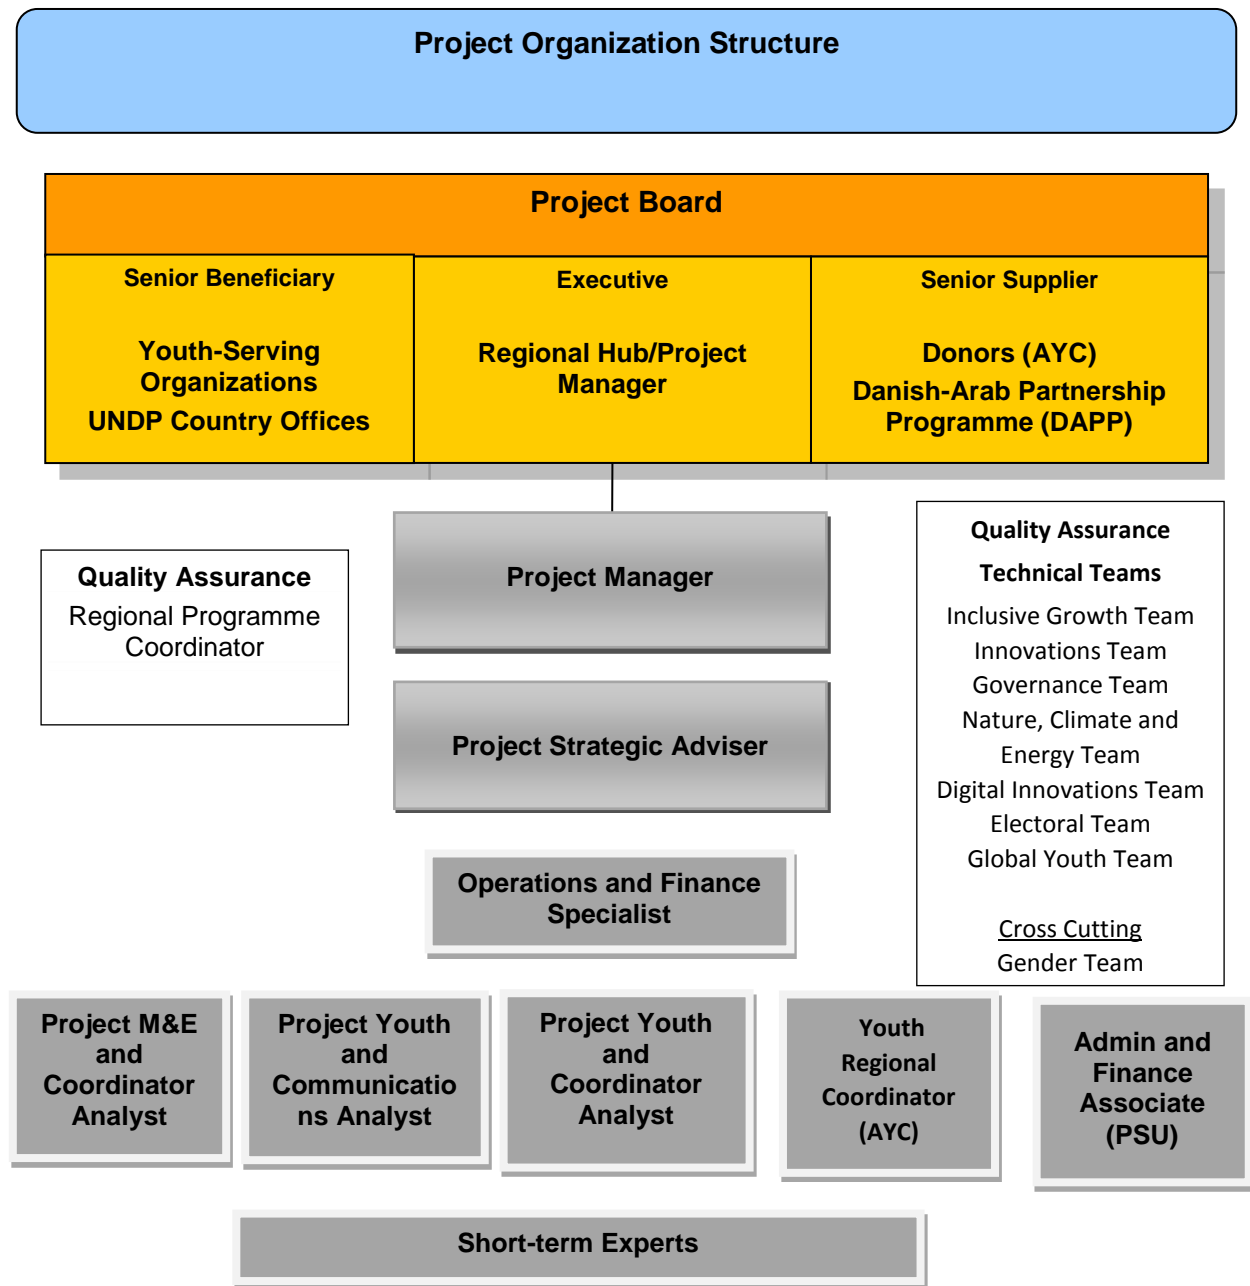 Project Organization Structure
Project Board
Senior Beneficiary
Youth-Serving
Organizations
UNDP Country Offices
Executive
Regional Hub/Project
Manager
Senior Supplier
Donors (AYC)
Danish-Arab Partnership
Programme (DAPP)
Quality Assurance
Regional Programme
Coordinator
Project Manager
Project Strategic Adviser
Quality Assurance
Technical Teams
Inclusive Growth Team
Innovations Team
Governance Team
Nature, Climate and
Energy Team
Digital Innovations Team
Electoral Team
Global Youth Team
Cross Cutting
Gender Team
Operations and Finance
Specialist
Project M&E
and
Coordinator
Analyst
Project Youth
and
Communicatio
ns Analyst
Project Youth
and
Coordinator
Analyst
Youth
Regional
Coordinator
(AYC)
Admin and
Finance
Associate
(PSU)
Short-term Experts